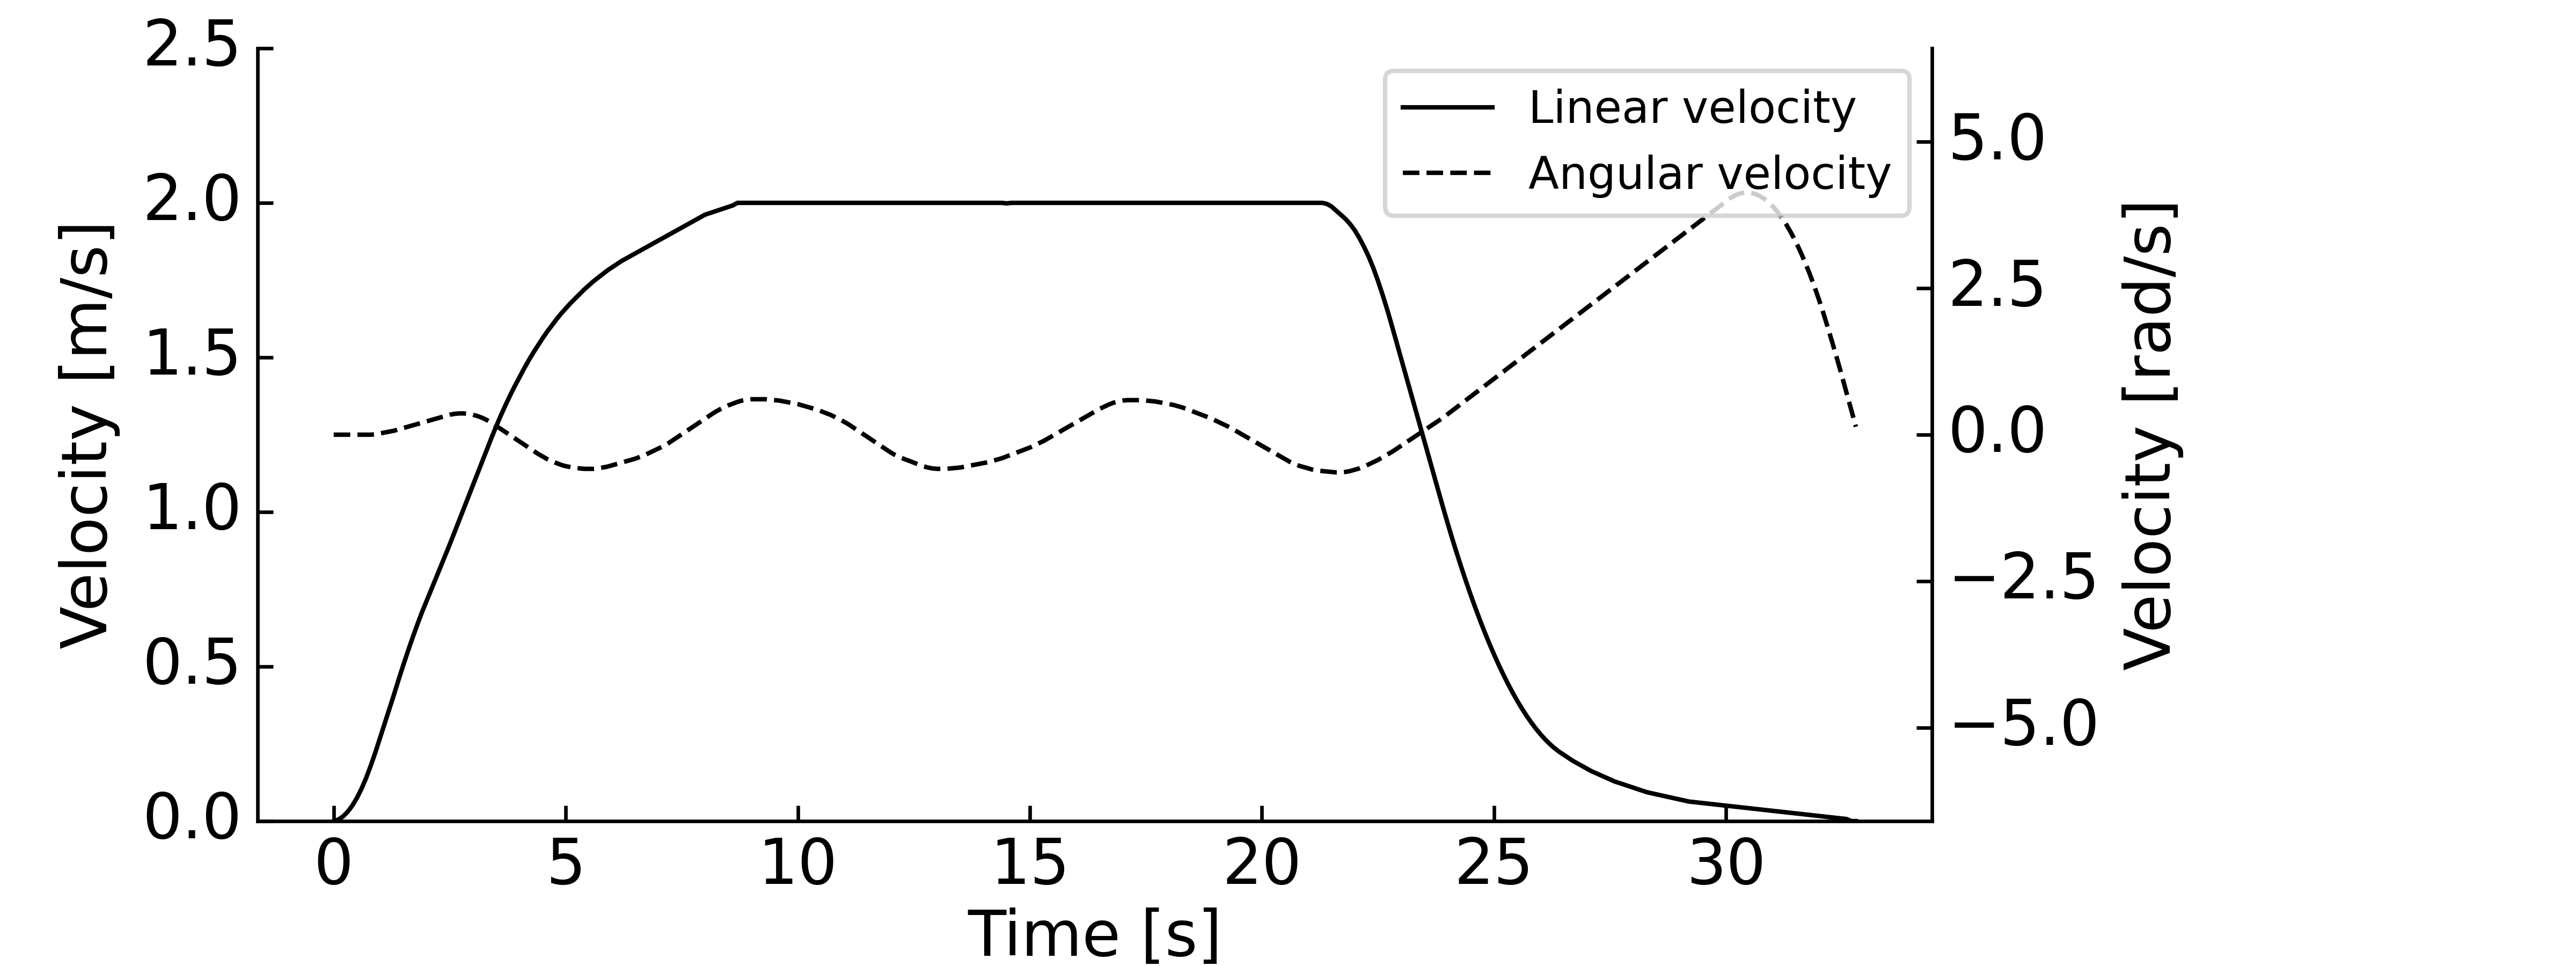 Velocity [m/s]
2.5
2.0
1.5
1.0
0.5
0.0
Linear velocity
Angular velocity
5.0
2.5
0.0
−2.5
−5.0
Velocity [rad/s]
0 5 10 15 20 25 30
Time [s]